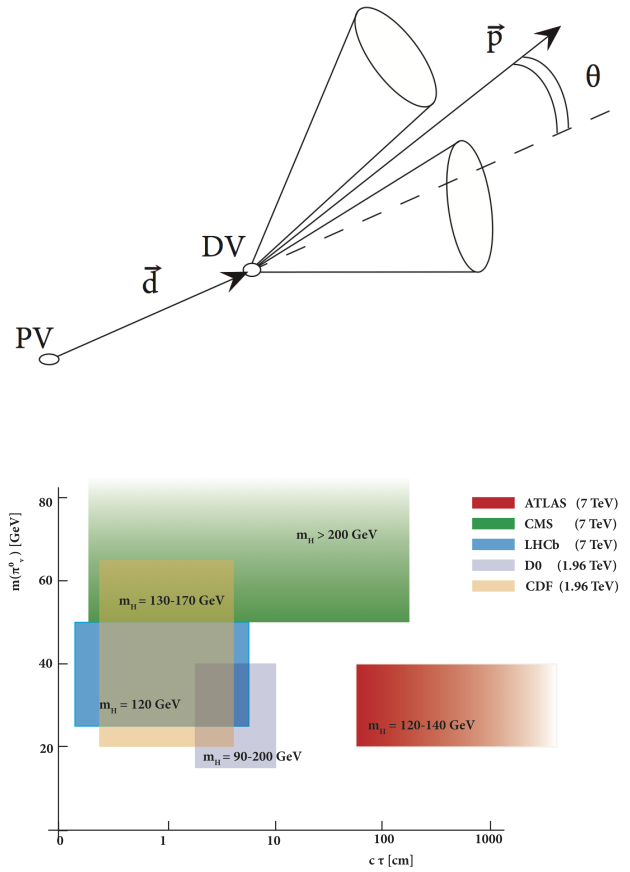 p⃗
θ
DV
d⃗
PV
80
60
40
20
m(π⁰ᵥ) [GeV]
m_H > 200 GeV
m_H = 130-170 GeV
m_H = 120 GeV
m_H = 120-140 GeV
m_H = 90-200 GeV
ATLAS (7 TeV)
CMS (7 TeV)
LHCb (7 TeV)
D0 (1.96 TeV)
CDF (1.96 TeV)
0 1 10 100 1000
c τ [cm]